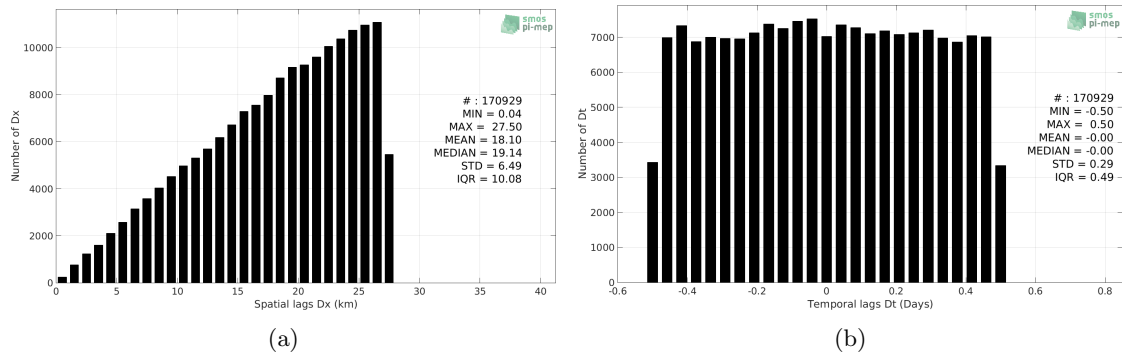 smos
pi-mep
Number of Dx
10000
8000
6000
4000
2000
0
# : 170929
MIN = 0.04
MAX = 27.50
MEAN = 18.10
MEDIAN = 19.14
STD = 6.49
IQR = 10.08
0 5 10 15 20 25 30 35 40
Spatial lags Dx (km)
(a)
smos
pi-mep
Number of Dt
7000
6000
5000
4000
3000
2000
1000
0
# : 170929
MIN = -0.50
MAX = 0.50
MEAN = -0.00
MEDIAN = -0.00
STD = 0.29
IQR = 0.49
-0.6 -0.4 -0.2 0 0.2 0.4 0.6 0.8
Temporal lags Dt (Days)
(b)